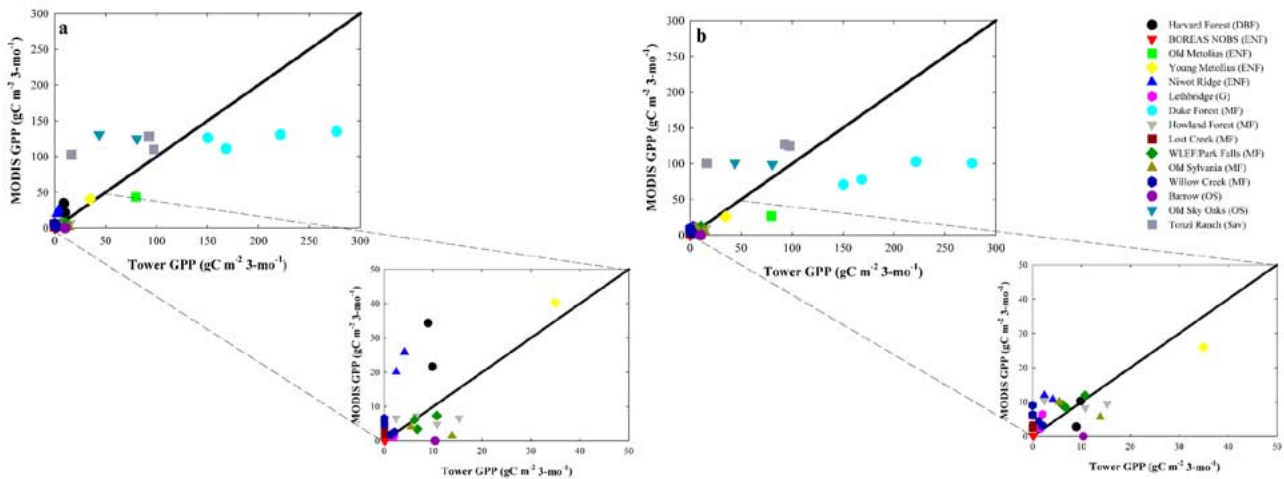 a
300
250
200
150
100
50
0
0 50 100 150 200 250 300
MODIS GPP (gC m-2 3-mo-1)
Tower GPP (gC m-2 3-mo-1)
50
40
30
20
10
0
0 10 20 30 40 50
MODIS GPP (gC m-2 3-mo-1)
Tower GPP (gC m-2 3-mo-1)
b
300
250
200
150
100
50
0
0 50 100 150 200 250 300
MODIS GPP (gC m-2 3-mo-1)
Tower GPP (gC m-2 3-mo-1)
50
40
30
20
10
0
0 10 20 30 40 50
MODIS GPP (gC m-2 3-mo-1)
Tower GPP (gC m-2 3-mo-1)
Harvard Forest (DBF)
BOREAS NOBS (ENF)
Old Metolius (ENF)
Young Metolius (ENF)
Niwot Ridge (ENF)
Lethbridge (G)
Duke Forest (MF)
Howland Forest (MF)
Lost Creek (MF)
WLEF/Park Falls (MF)
Old Sylvania (MF)
Willow Creek (MF)
Barrow (OS)
Old Sky Oaks (OS)
Tonzi Ranch (Sav)